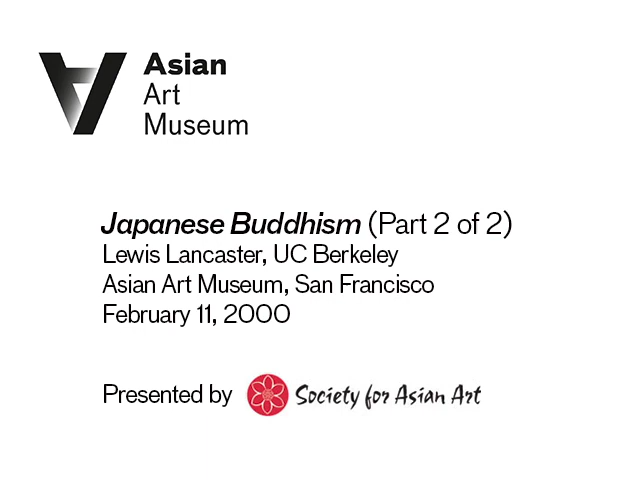 Asian
Art
Museum
Japanese Buddhism (Part 2 of 2)
Lewis Lancaster, UC Berkeley
Asian Art Museum, San Francisco
February 11, 2000
Presented by Society for Asian Art